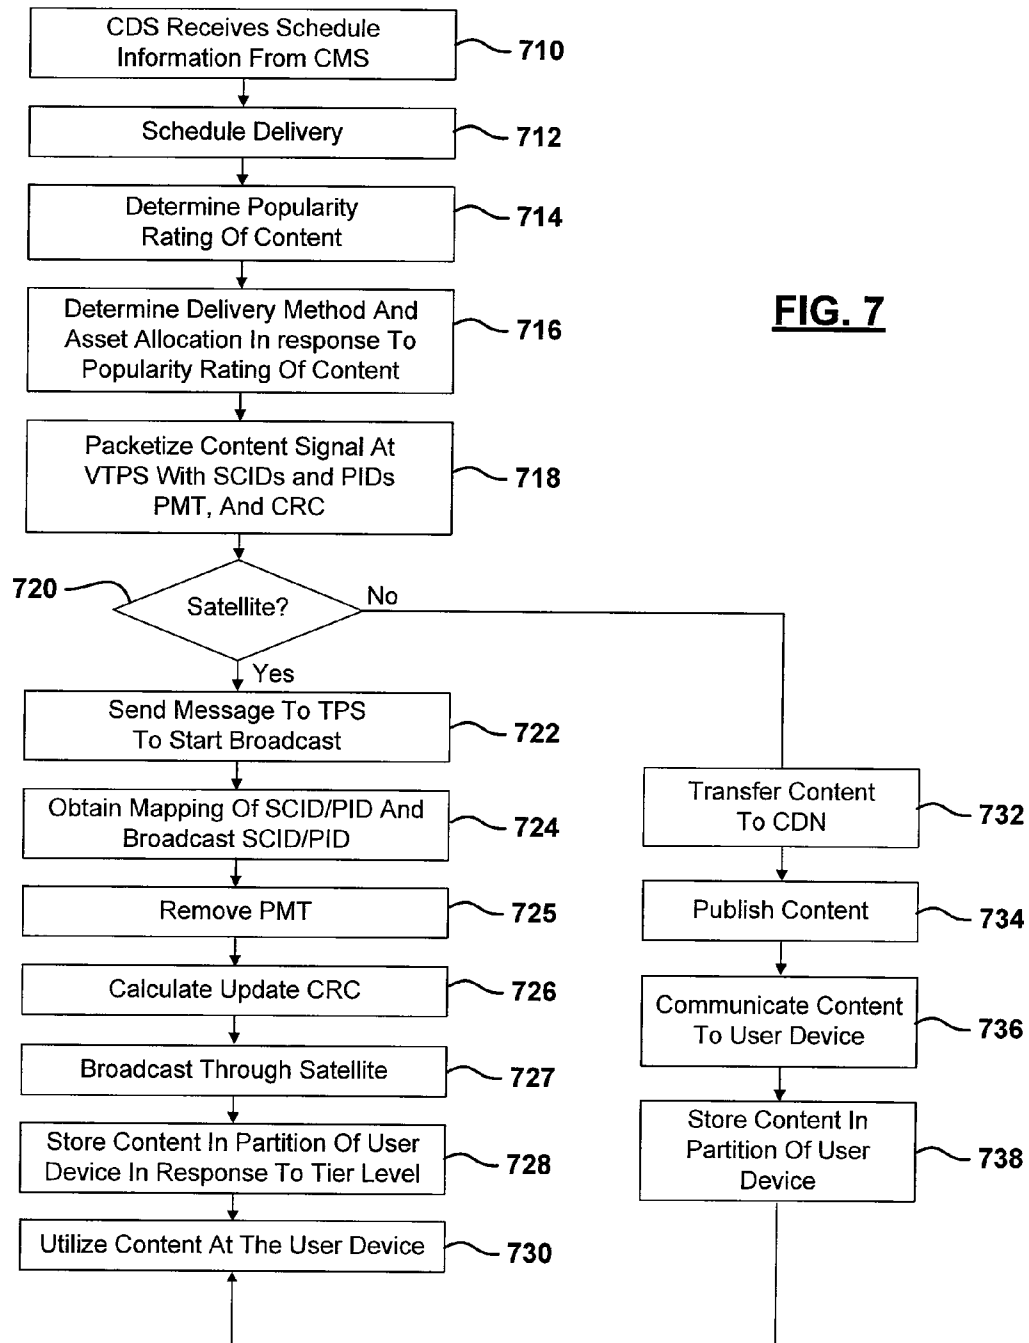 CDS Receives Schedule
Information From CMS
710
Schedule Delivery
712
Determine Popularity
Rating Of Content
714
Determine Delivery Method And
Asset Allocation In response To
Popularity Rating Of Content
716
FIG. 7
Packetize Content Signal At
VTPS With SCIDs and PIDs
PMT, And CRC
718
720
Satellite?
No
Yes
Send Message To TPS
To Start Broadcast
722
Obtain Mapping Of SCID/PID And
Broadcast SCID/PID
724
Remove PMT
725
Calculate Update CRC
726
Broadcast Through Satellite
727
Store Content In Partition Of User
Device In Response To Tier Level
728
Utilize Content At The User Device
730
Transfer Content
To CDN
732
Publish Content
734
Communicate Content
To User Device
736
Store Content In
Partition Of User
Device
738